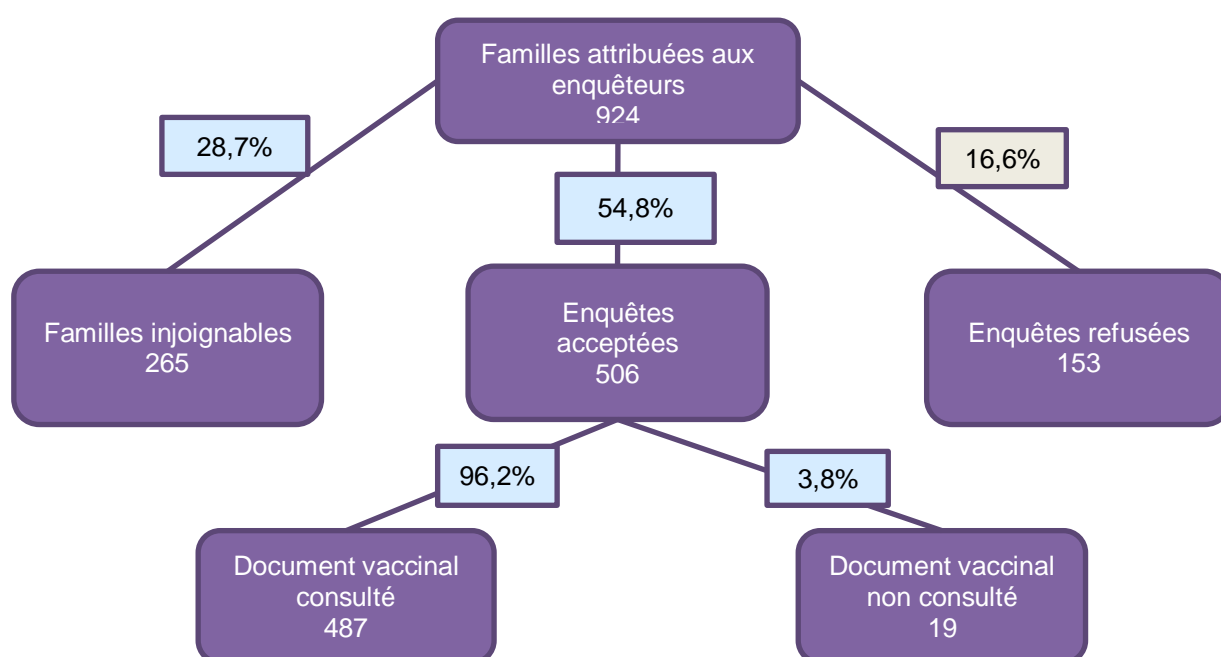 Familles attribuées aux
enquêteurs
924
28,7%
54,8%
16,6%
Familles injoignables
265
Enquêtes
acceptées
506
Enquêtes refusées
153
96,2%
3,8%
Document vaccinal
consulté
487
Document vaccinal
non consulté
19